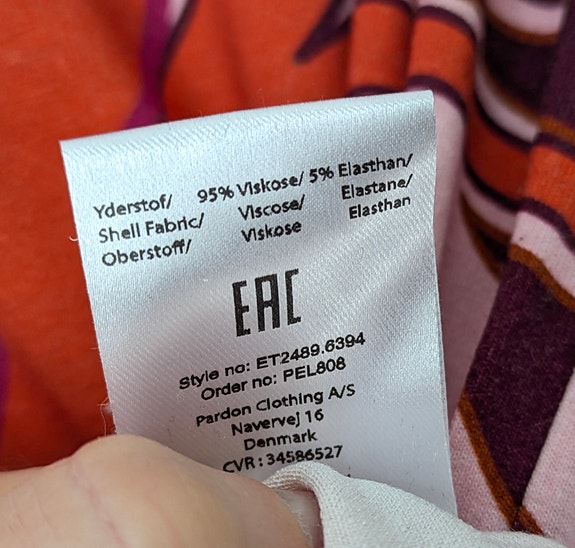 Yderstof/ 95% Viskose/ 5% Elasthan/
Shell Fabric/ Viscose/ Elastane/
Oberstoff/ Viskose Elasthan
EAC
Style no: ET2489.6394
Order no: PEL808
Pardon Clothing A/S
Navervej 16
Denmark
CVR: 34586527